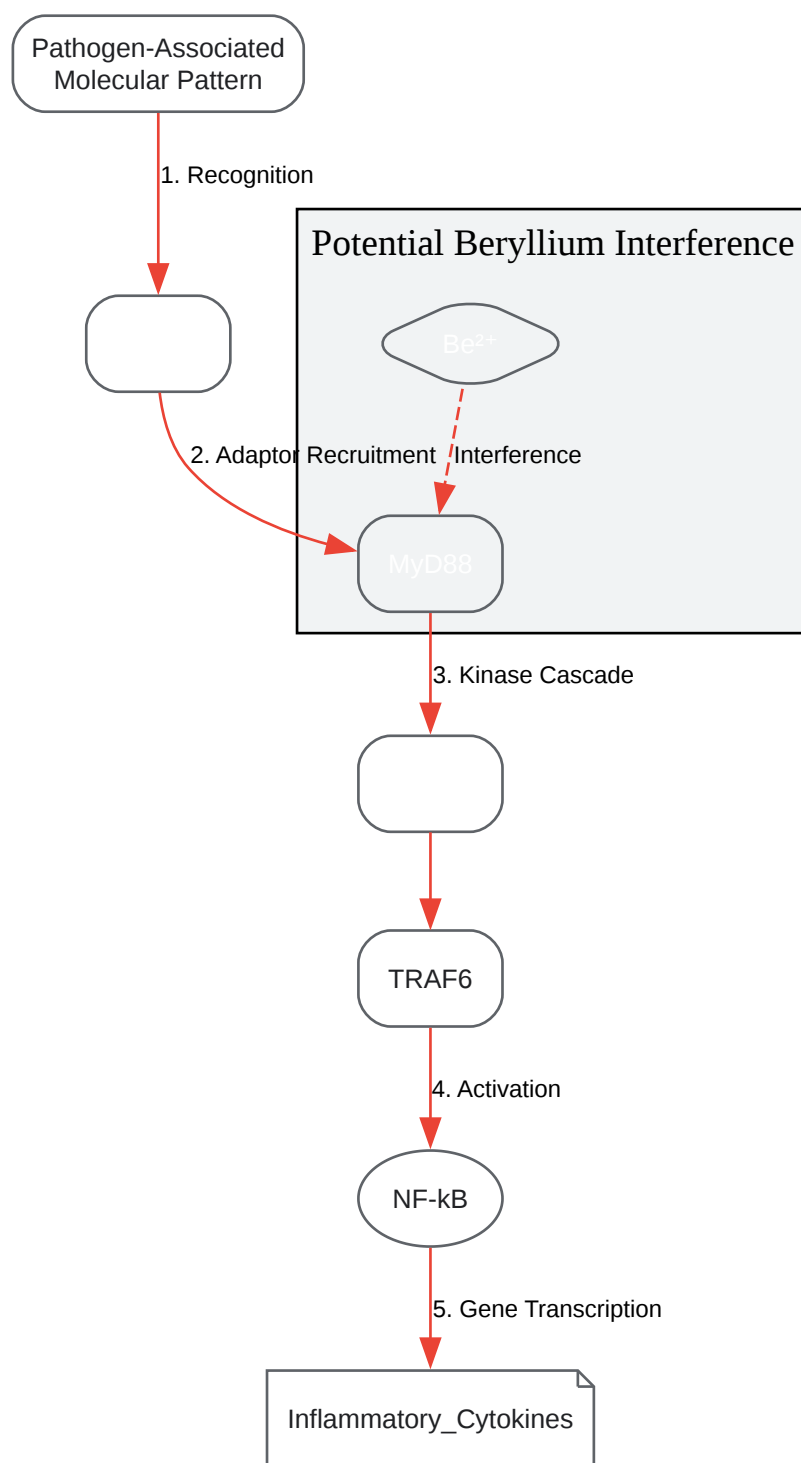 Pathogen-Associated
Molecular Pattern
1. Recognition
Potential Beryllium Interference
Be²⁺
2. Adaptor Recruitment
Interference
MyD88
3. Kinase Cascade
TRAF6
4. Activation
NF-kB
5. Gene Transcription
Inflammatory_Cytokines